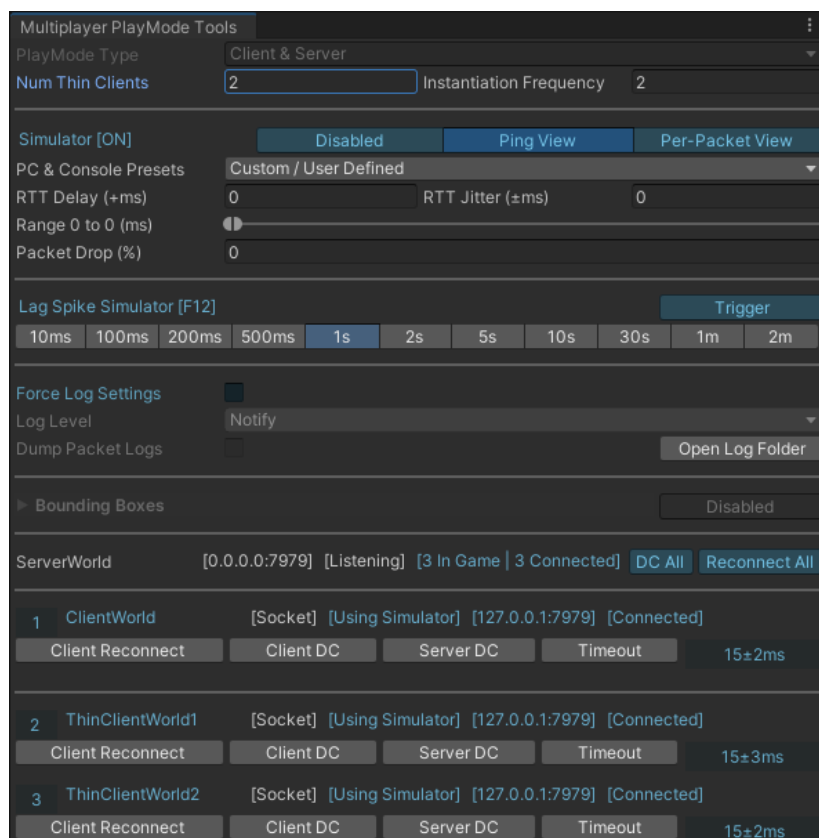 Multiplayer PlayMode Tools
PlayMode Type Client & Server
Num Thin Clients 2 Instantiation Frequency 2
Simulator [ON] Disabled Ping View Per-Packet View
PC & Console Presets Custom / User Defined
RTT Delay (+ms) 0 RTT Jitter (±ms) 0
Range 0 to 0 (ms)
Packet Drop (%) 0
Lag Spike Simulator [F12] Trigger
10ms 100ms 200ms 500ms 1s 2s 5s 10s 30s 1m 2m
Force Log Settings
Log Level Notify
Dump Packet Logs Open Log Folder
Bounding Boxes Disabled
ServerWorld [0.0.0.0:7979] [Listening] [3 In Game | 3 Connected] DC All Reconnect All
1 ClientWorld [Socket] [Using Simulator] [127.0.0.1:7979] [Connected]
Client Reconnect Client DC Server DC Timeout 15±2ms
2 ThinClientWorld1 [Socket] [Using Simulator] [127.0.0.1:7979] [Connected]
Client Reconnect Client DC Server DC Timeout 15±3ms
3 ThinClientWorld2 [Socket] [Using Simulator] [127.0.0.1:7979] [Connected]
Client Reconnect Client DC Server DC Timeout 15±2ms